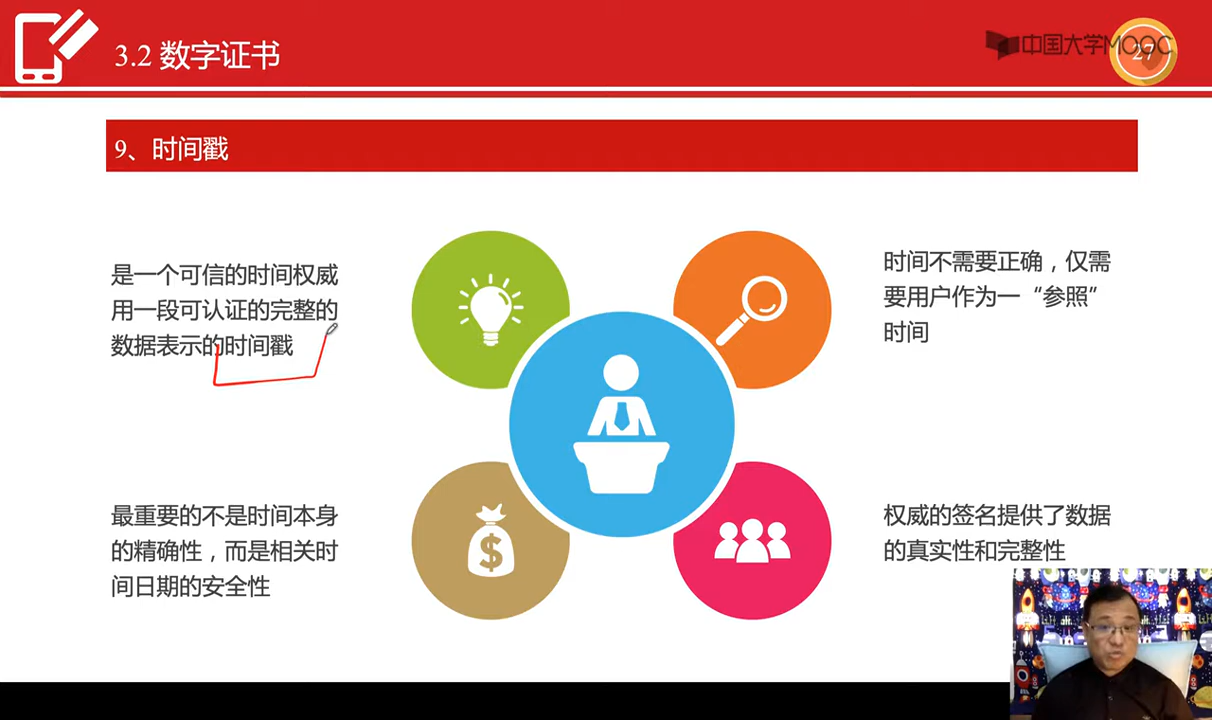 3.2 数字证书
中国大学MOOC
27
9、时间戳
是一个可信的时间权威
用一段可认证的完整的
数据表示的时间戳
时间不需要正确，仅需
要用户作为一“参照”
时间
最重要的不是时间本身
的精确性，而是相关时
间日期的安全性
权威的签名提供了数据
的真实性和完整性
$